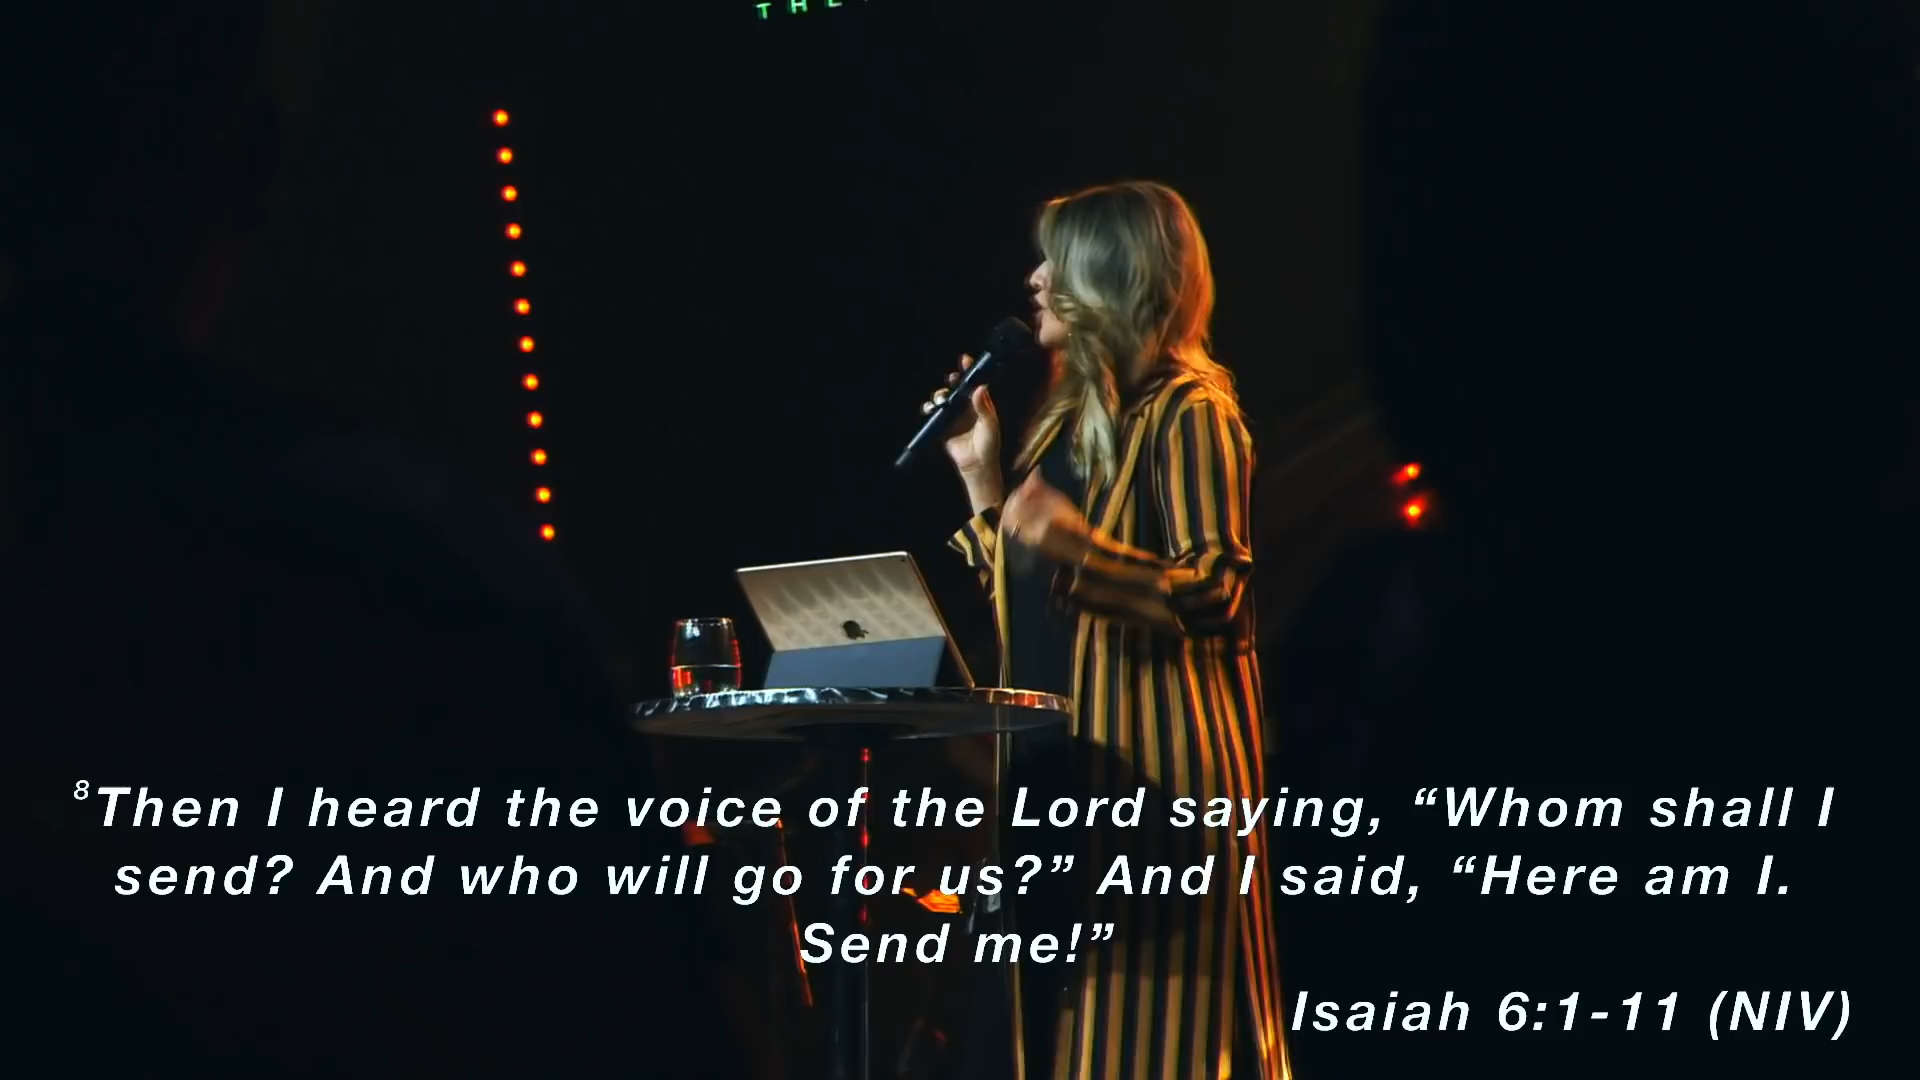 THE
⁸Then I heard the voice of the Lord saying, “Whom shall I
send? And who will go for us?” And I said, “Here am I.
Send me!”
Isaiah 6:1-11 (NIV)